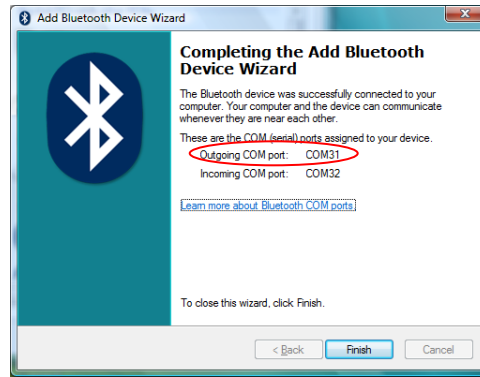 Add Bluetooth Device Wizard
Completing the Add Bluetooth
Device Wizard
The Bluetooth device was successfully connected to your
computer. Your computer and the device can communicate
whenever they are near each other.
These are the COM (serial) ports assigned to your device.
Outgoing COM port: COM31
Incoming COM port: COM32
Learn more about Bluetooth COM ports.
To close this wizard, click Finish.
< Back Finish Cancel